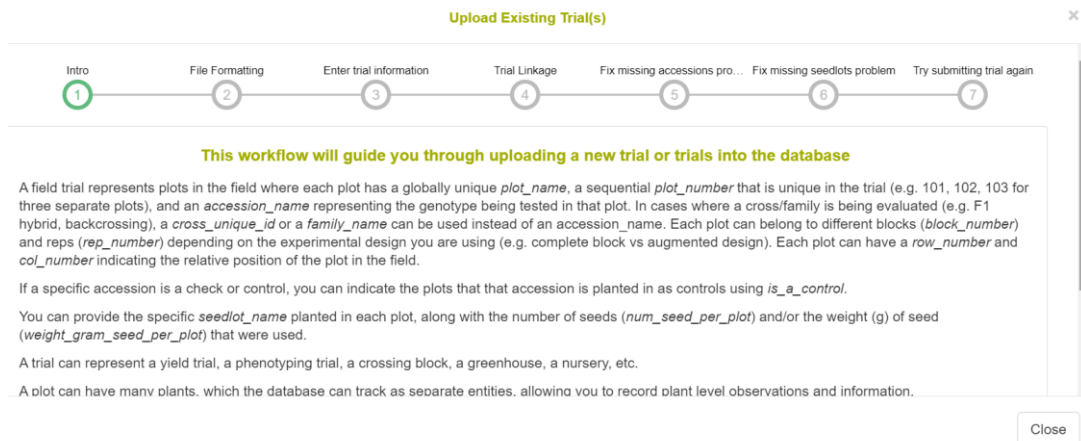 Upload Existing Trial(s)
×
Intro
File Formatting
Enter trial information
Trial Linkage
Fix missing accessions pro...
Fix missing seedlots problem
Try submitting trial again
1
2
3
4
5
6
7
This workflow will guide you through uploading a new trial or trials into the database
A field trial represents plots in the field where each plot has a globally unique plot_name, a sequential plot_number that is unique in the trial (e.g. 101, 102, 103 for
three separate plots), and an accession_name representing the genotype being tested in that plot. In cases where a cross/family is being evaluated (e.g. F1
hybrid, backcrossing), a cross_unique_id or a family_name can be used instead of an accession_name. Each plot can belong to different blocks (block_number)
and reps (rep_number) depending on the experimental design you are using (e.g. complete block vs augmented design). Each plot can have a row_number and
col_number indicating the relative position of the plot in the field.
If a specific accession is a check or control, you can indicate the plots that that accession is planted in as controls using is_a_control.
You can provide the specific seedlot_name planted in each plot, along with the number of seeds (num_seed_per_plot) and/or the weight (g) of seed
(weight_gram_seed_per_plot) that were used.
A trial can represent a yield trial, a phenotyping trial, a crossing block, a greenhouse, a nursery, etc.
A plot can have many plants, which the database can track as separate entities, allowing you to record plant level observations and information.
Close